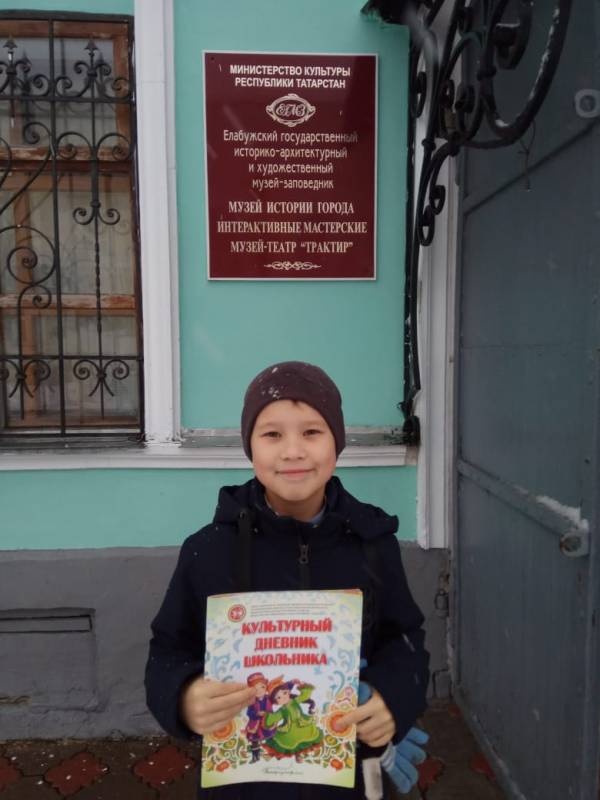 МИНИСТЕРСТВО КУЛЬТУРЫ
РЕСПУБЛИКИ ТАТАРСТАН
ЕМЗ
Елабужский государственный
историко-архитектурный
и художественный
музей-заповедник
МУЗЕЙ ИСТОРИИ ГОРОДА
ИНТЕРАКТИВНЫЕ МАСТЕРСКИЕ
МУЗЕЙ-ТЕАТР "ТРАКТИР"
КУЛЬТУРНЫЙ
ДНЕВНИК
ШКОЛЬНИКА